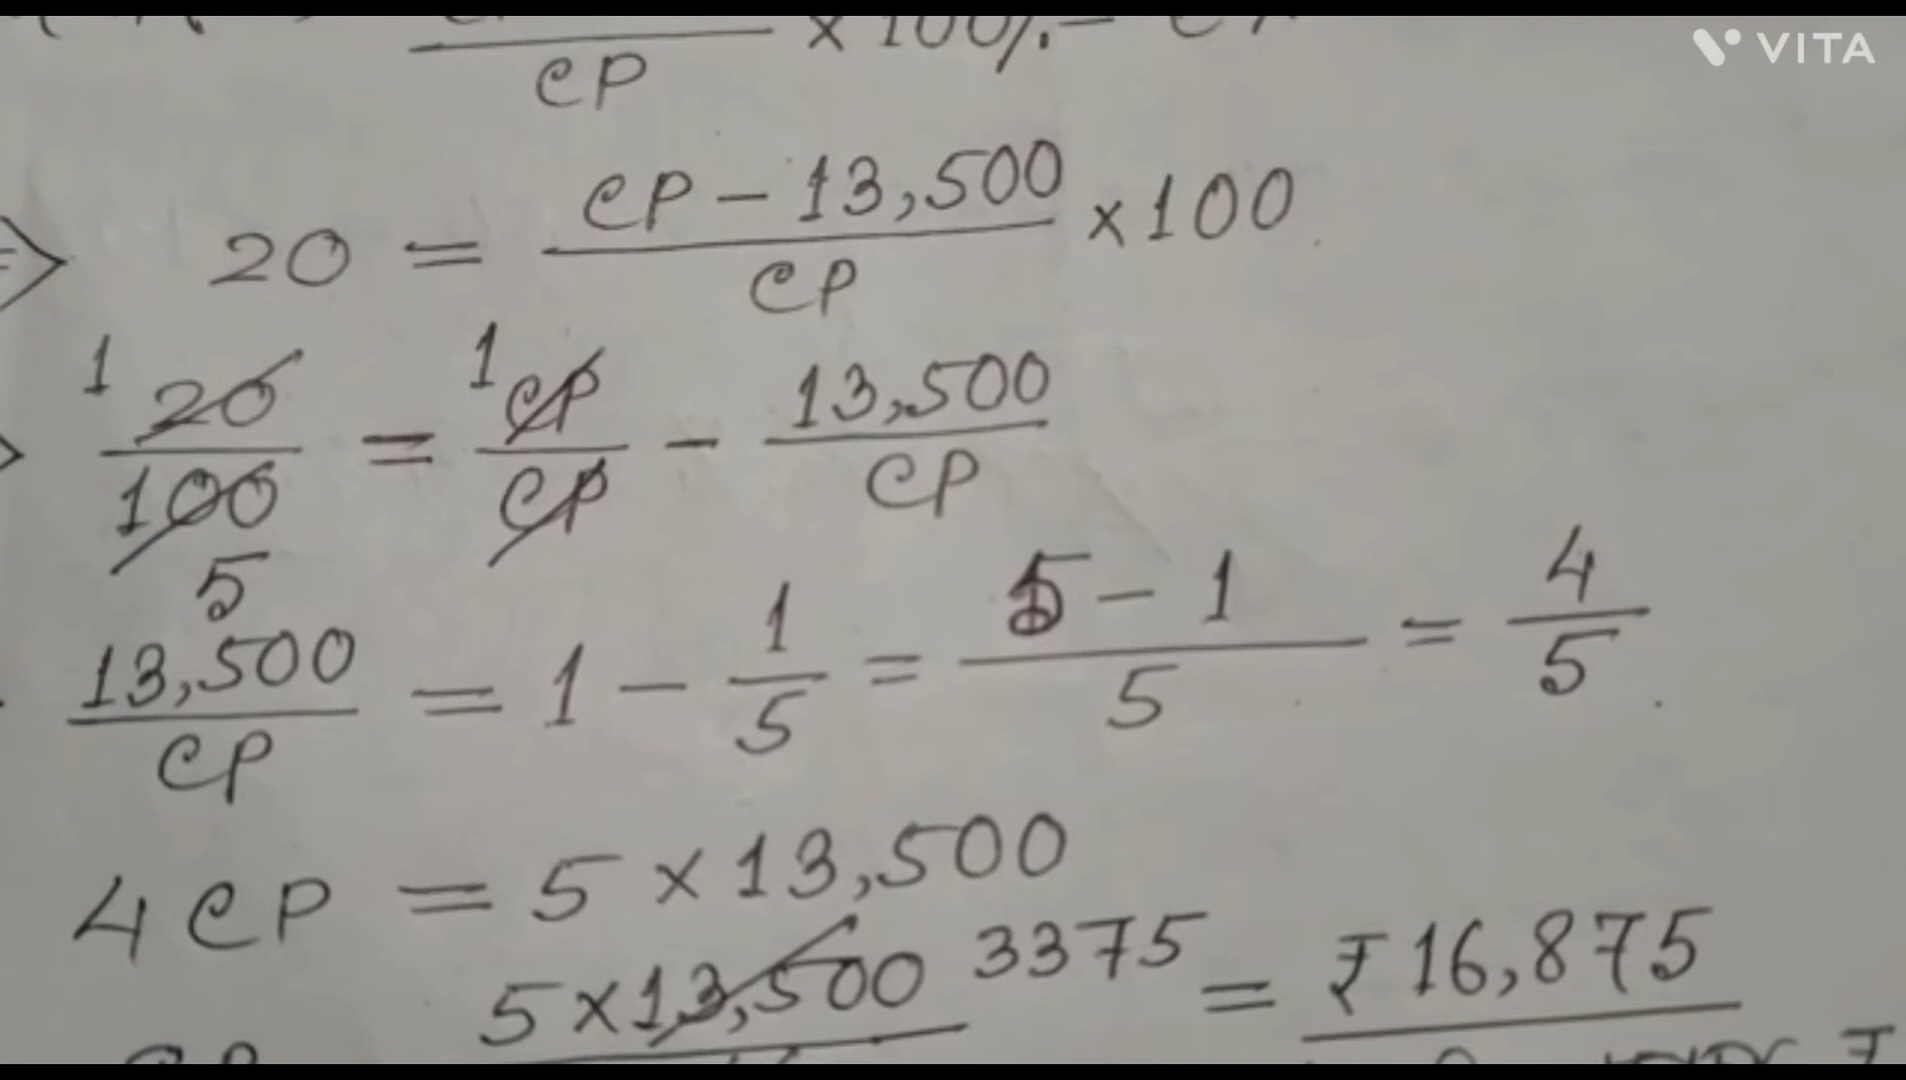 VITA
CP × 100%
20 = CP - 13,500 / CP × 100
1 20 / 100 5 = 1 CP / CP - 13,500 / CP
13,500 / CP = 1 - 1 / 5 = 5 - 1 / 5 = 4 / 5
4 CP = 5 × 13,500
5 × 13,500 3375 = ₹ 16,875